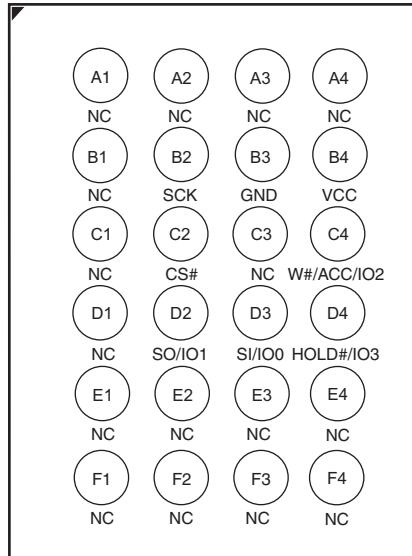 A1 A2 A3 A4
NC NC NC NC
B1 B2 B3 B4
NC SCK GND VCC
C1 C2 C3 C4
NC CS# NC W#/ACC/IO2
D1 D2 D3 D4
NC SO/IO1 SI/IO0 HOLD#/IO3
E1 E2 E3 E4
NC NC NC NC
F1 F2 F3 F4
NC NC NC NC